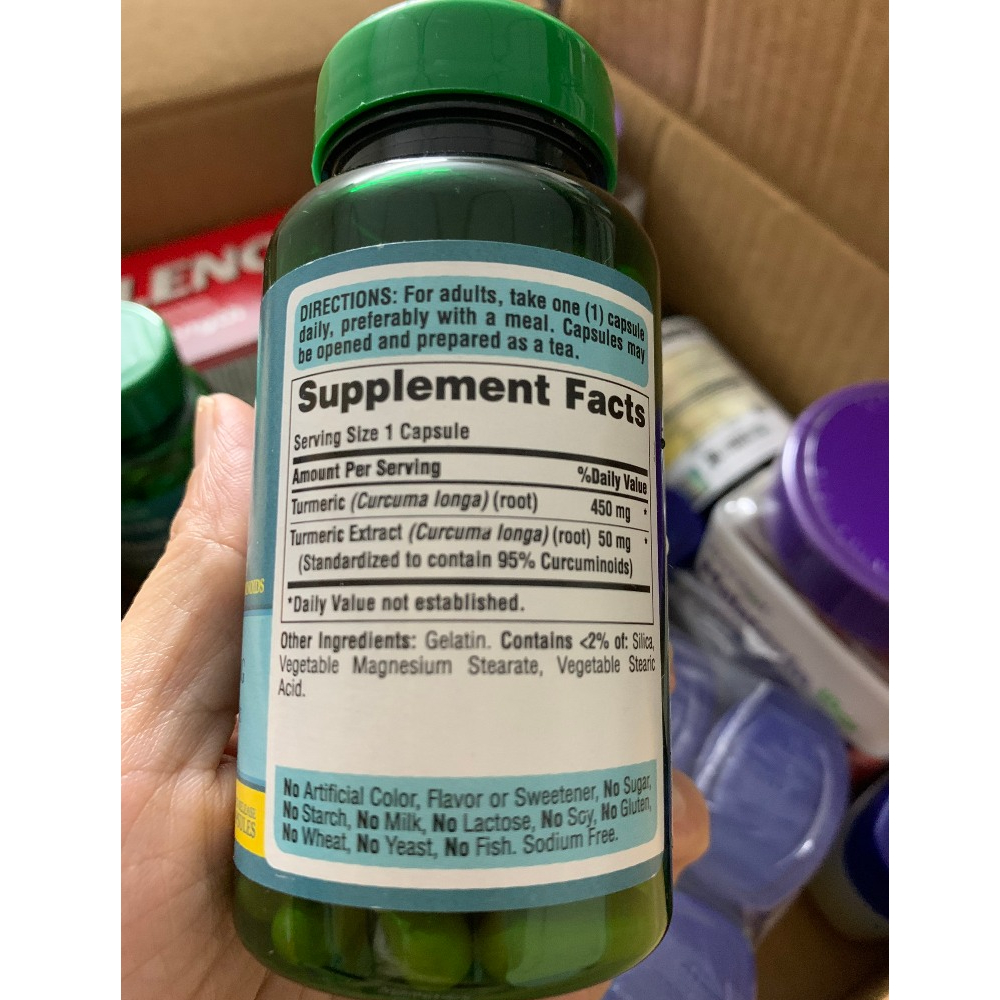 LENO
DIRECTIONS: For adults, take one (1) capsule
daily, preferably with a meal. Capsules may
be opened and prepared as a tea.
Supplement Facts
Serving Size 1 Capsule
Amount Per Serving %Daily Value
Turmeric (Curcuma longa) (root) 450 mg *
Turmeric Extract (Curcuma longa) (root) 50 mg *
(Standardized to contain 95% Curcuminoids)
*Daily Value not established.
Other Ingredients: Gelatin. Contains <2% of: Silica,
Vegetable Magnesium Stearate, Vegetable Stearic
Acid.
No Artificial Color, Flavor or Sweetener, No Sugar,
No Starch, No Milk, No Lactose, No Soy, No Gluten,
No Wheat, No Yeast, No Fish. Sodium Free.